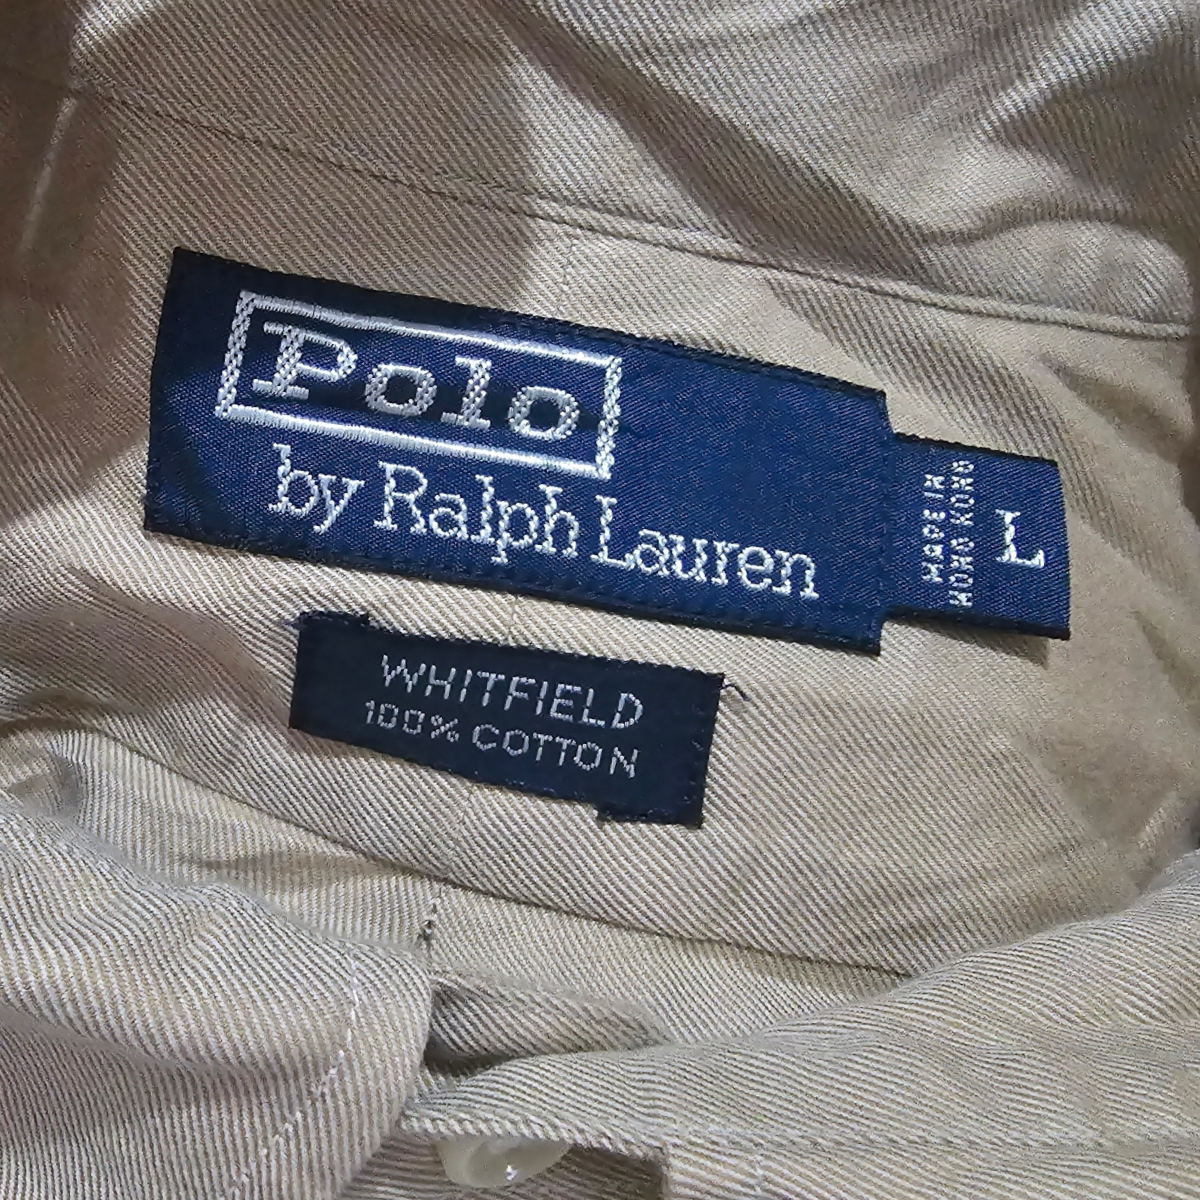 Polo
by Ralph Lauren
MADE IN
HONG KONG
L
WHITFIELD
100% COTTON